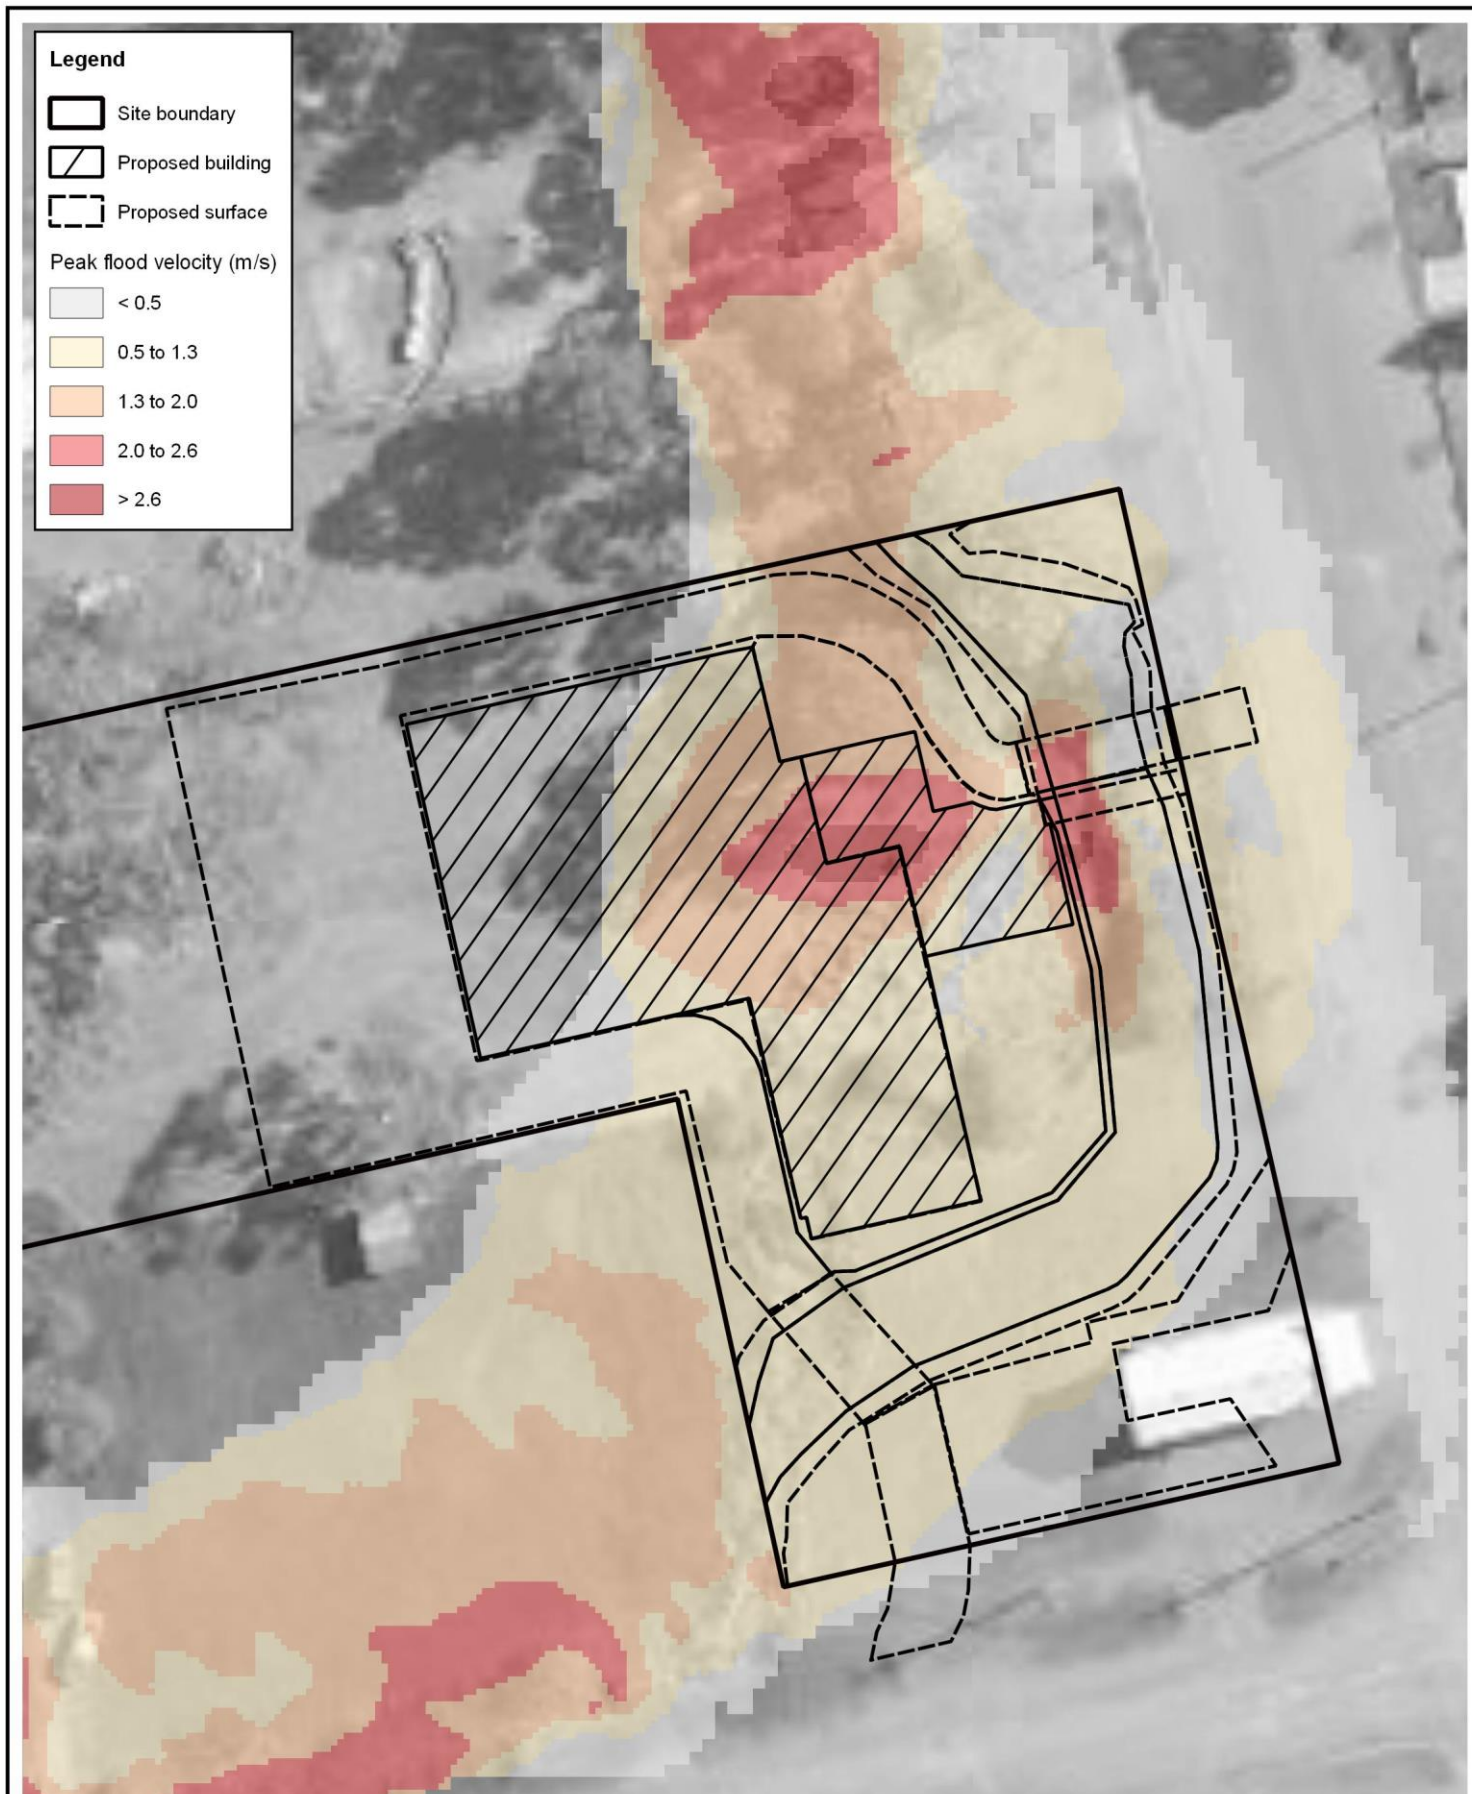 Legend
Site boundary
Proposed building
Proposed surface
Peak flood velocity (m/s)
< 0.5
0.5 to 1.3
1.3 to 2.0
2.0 to 2.6
> 2.6